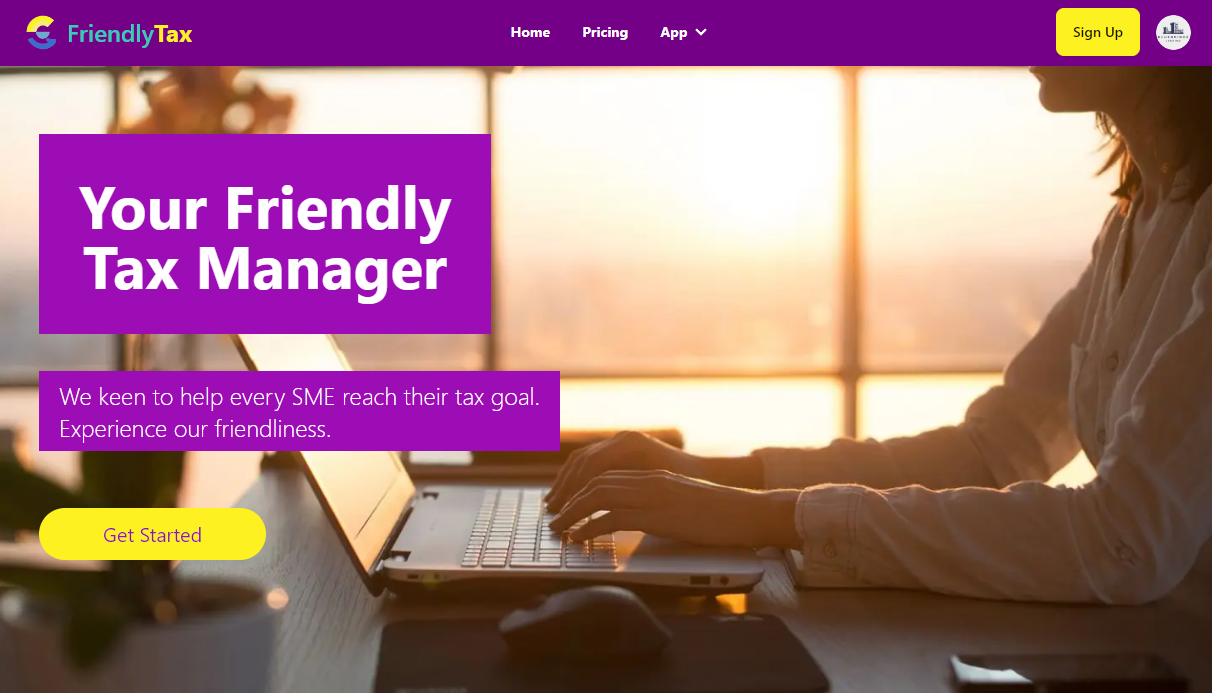 FriendlyTax
Home
Pricing
App
Sign Up
Your Friendly
Tax Manager
We keen to help every SME reach their tax goal.
Experience our friendliness.
Get Started